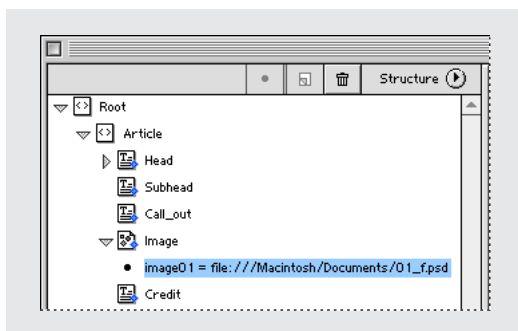 Structure
Root
Article
Head
Subhead
Call_out
Image
image01 = file:///Macintosh/Documents/01_f.psd
Credit